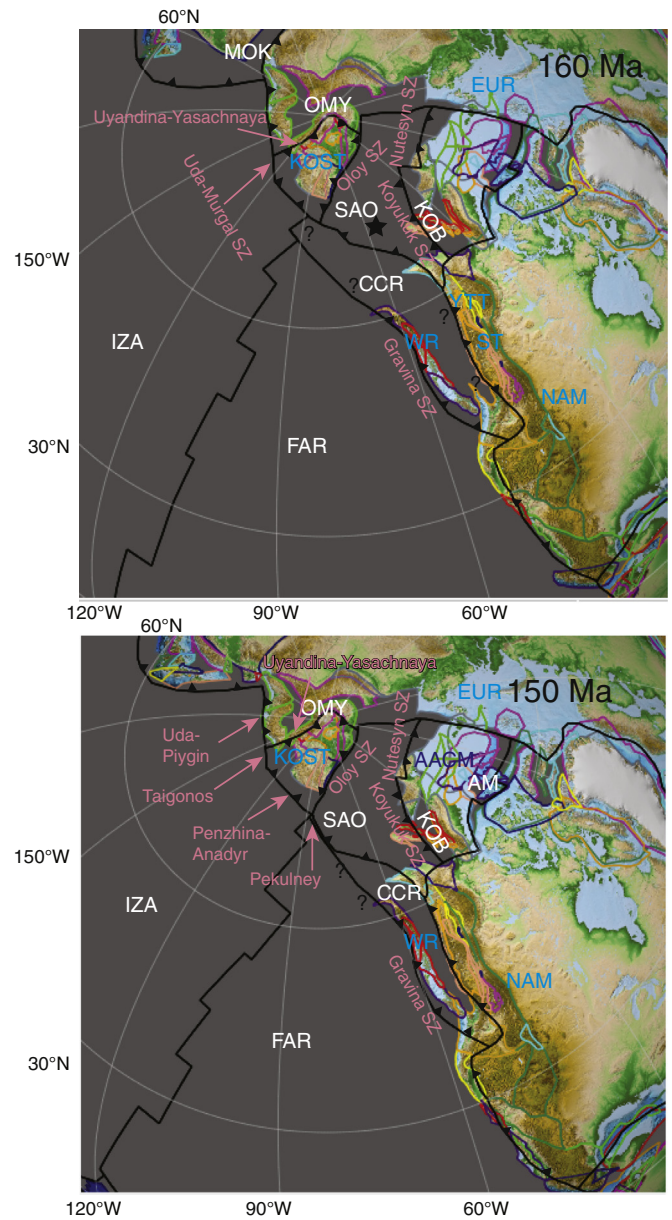 60°N
MOK
EUR
160 Ma
OMY
Uyandina-Yasachnaya
Nutesyn SZ
KOST
Oloy SZ
Uda-Murgal SZ
SAO
Koyukuk SZ
KOB
?
150°W
CCR
?
YTT
?
IZA
WR
ST
Gravina SZ
?
NAM
FAR
30°N
120°W
90°W
60°W
60°N
Uyandina-Yasachnaya
EUR
150 Ma
OMY
Nutesyn SZ
Uda-
Piygin
KOST
Oloy SZ
AACM
AM
Taigonos
SAO
Koyukuk SZ
KOB
Penzhina-
Anadyr
150°W
Pekulney
?
CCR
?
IZA
WR
NAM
Gravina SZ
FAR
30°N
120°W
90°W
60°W